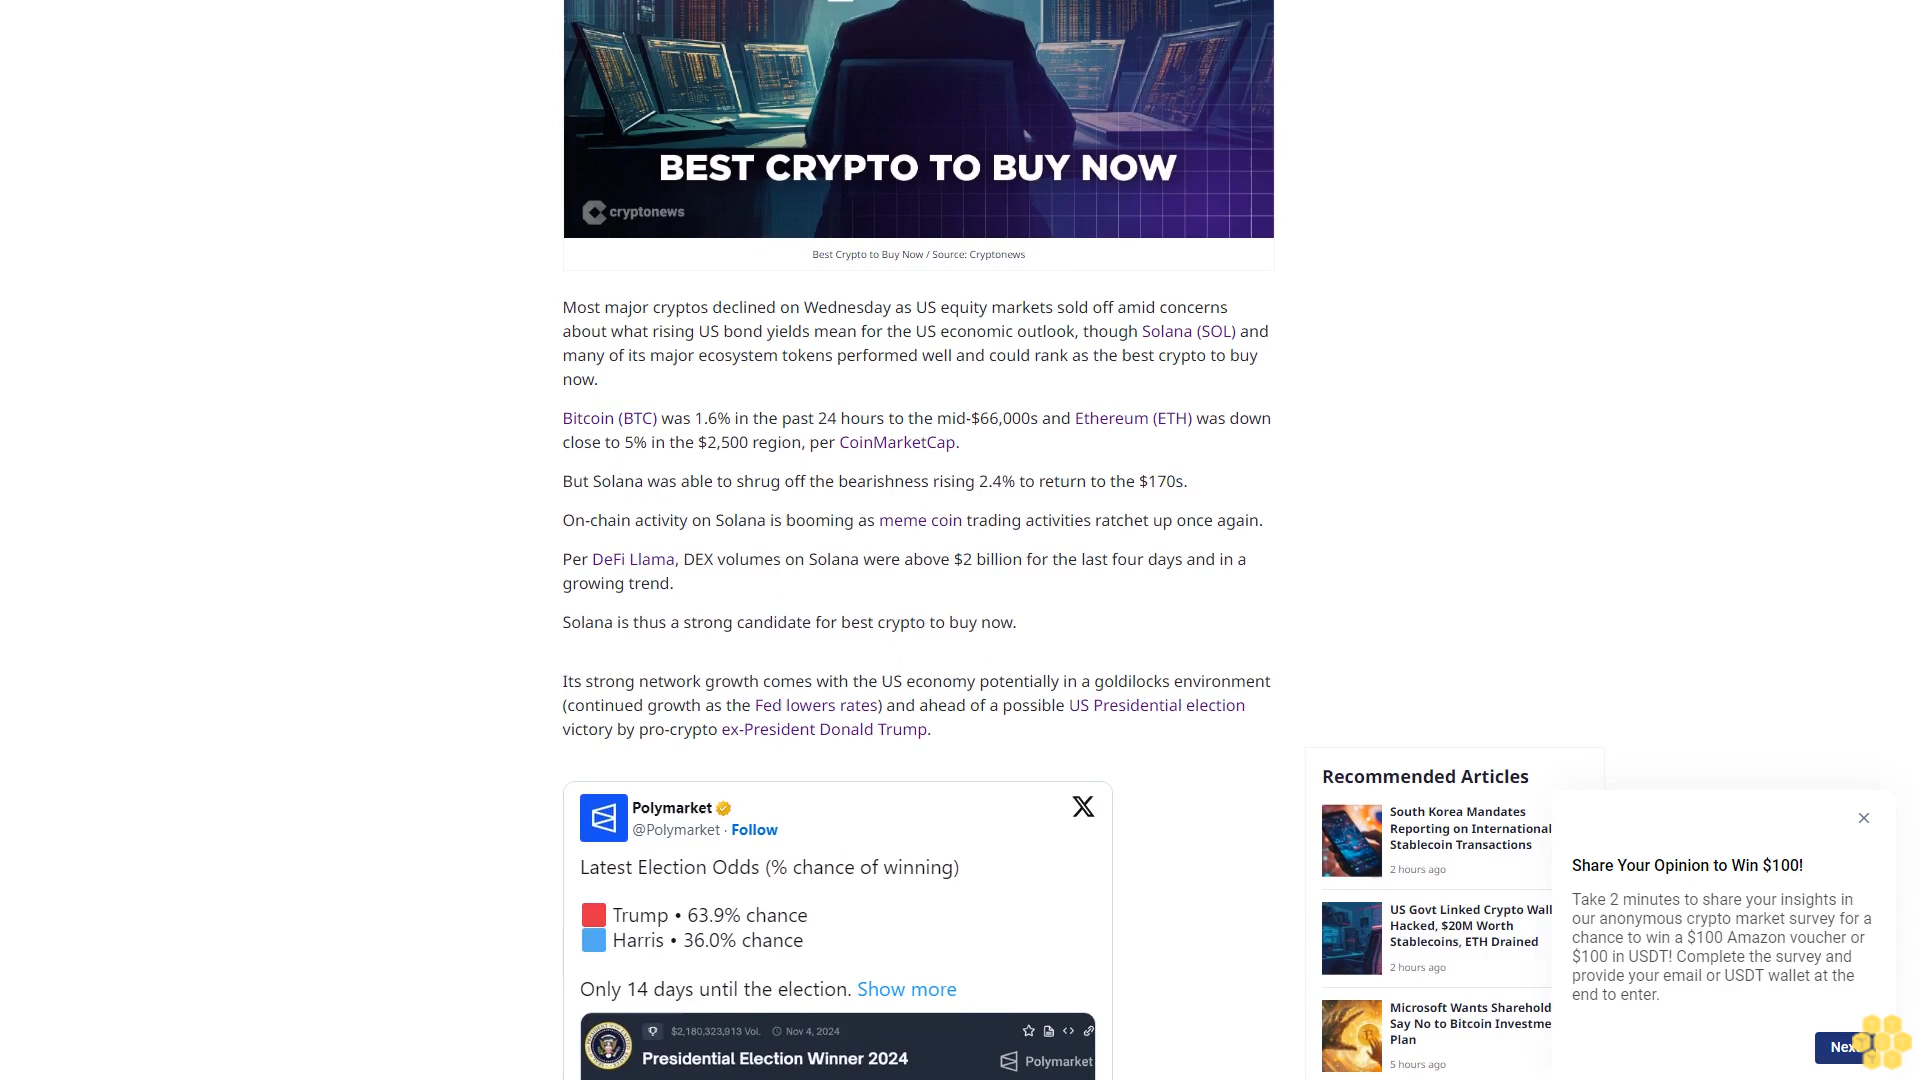 BEST CRYPTO TO BUY NOW
cryptonews
Best Crypto to Buy Now / Source: Cryptonews
Most major cryptos declined on Wednesday as US equity markets sold off amid concerns
about what rising US bond yields mean for the US economic outlook, though Solana (SOL) and
many of its major ecosystem tokens performed well and could rank as the best crypto to buy
now.
Bitcoin (BTC) was 1.6% in the past 24 hours to the mid-$66,000s and Ethereum (ETH) was down
close to 5% in the $2,500 region, per CoinMarketCap.
But Solana was able to shrug off the bearishness rising 2.4% to return to the $170s.
On-chain activity on Solana is booming as meme coin trading activities ratchet up once again.
Per DeFi Llama, DEX volumes on Solana were above $2 billion for the last four days and in a
growing trend.
Solana is thus a strong candidate for best crypto to buy now.
Its strong network growth comes with the US economy potentially in a goldilocks environment
(continued growth as the Fed lowers rates) and ahead of a possible US Presidential election
victory by pro-crypto ex-President Donald Trump.
Polymarket
@Polymarket · Follow
Latest Election Odds (% chance of winning)
Trump • 63.9% chance
Harris • 36.0% chance
Only 14 days until the election. Show more
$2,180,323,913 Vol. Nov 4, 2024
Presidential Election Winner 2024
Polymarket
Recommended Articles
South Korea Mandates
Reporting on International
Stablecoin Transactions
2 hours ago
US Govt Linked Crypto Wall
Hacked, $20M Worth
Stablecoins, ETH Drained
2 hours ago
Microsoft Wants Sharehold
Say No to Bitcoin Investme
Plan
5 hours ago
Share Your Opinion to Win $100!
Take 2 minutes to share your insights in
our anonymous crypto market survey for a
chance to win a $100 Amazon voucher or
$100 in USDT! Complete the survey and
provide your email or USDT wallet at the
end to enter.
Nex